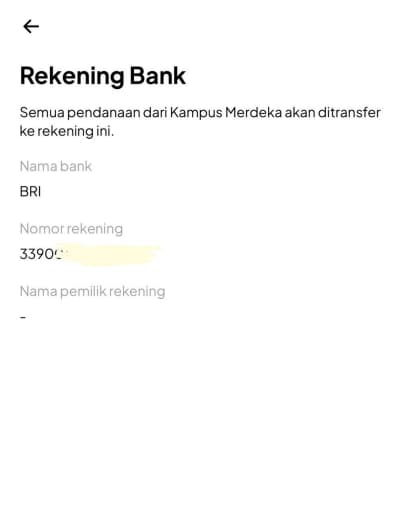 Rekening Bank
Semua pendanaan dari Kampus Merdeka akan ditransfer
ke rekening ini.
Nama bank
BRI
Nomor rekening
3390
Nama pemilik rekening
-